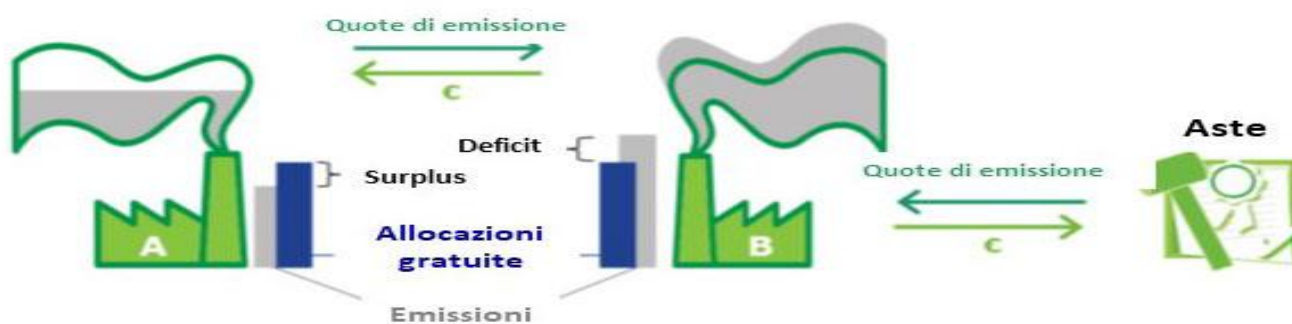 Quote di emissione
c
Deficit
Surplus
Aste
Quote di emissione
c
A
Allocazioni
gratuite
B
Emissioni